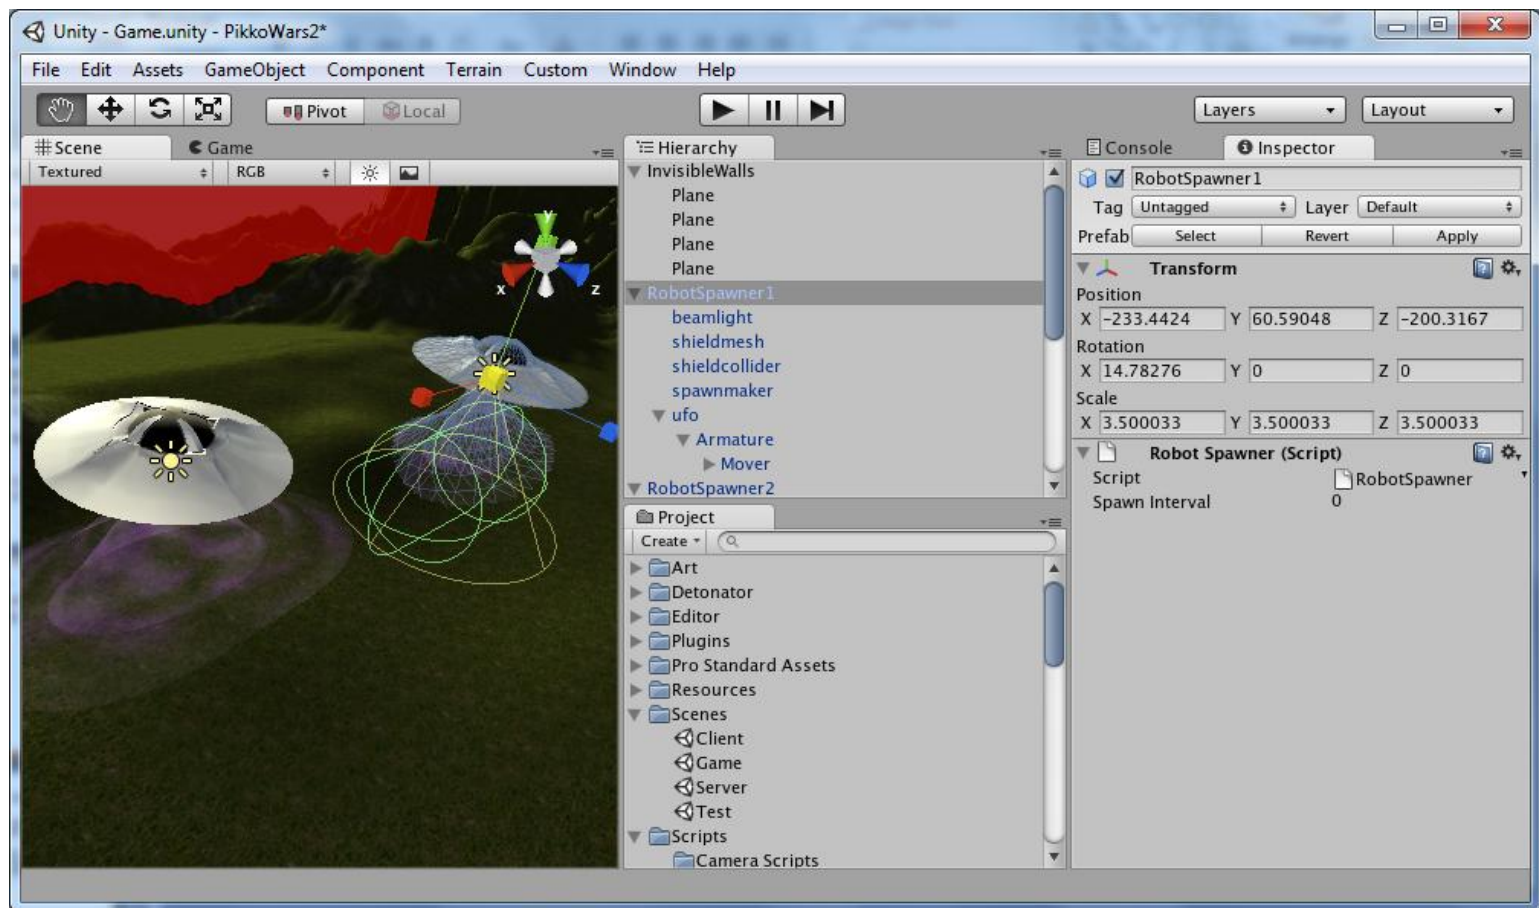 Unity - Game.unity - PikkoWars2*
File Edit Assets GameObject Component Terrain Custom Window Help
Pivot Local Layers Layout
Scene Game
Textured RGB
y
x z
Hierarchy
InvisibleWalls
Plane
Plane
Plane
Plane
RobotSpawner1
beamlight
shieldmesh
shieldcollider
spawnmaker
ufo
Armature
Mover
RobotSpawner2
Project
Create
Art
Detonator
Editor
Plugins
Pro Standard Assets
Resources
Scenes
Client
Game
Server
Test
Scripts
Camera Scripts
Console Inspector
RobotSpawner1
Tag Untagged Layer Default
Prefab Select Revert Apply
Transform
Position
X -233.4424 Y 60.59048 Z -200.3167
Rotation
X 14.78276 Y 0 Z 0
Scale
X 3.500033 Y 3.500033 Z 3.500033
Robot Spawner (Script)
Script RobotSpawner
Spawn Interval 0